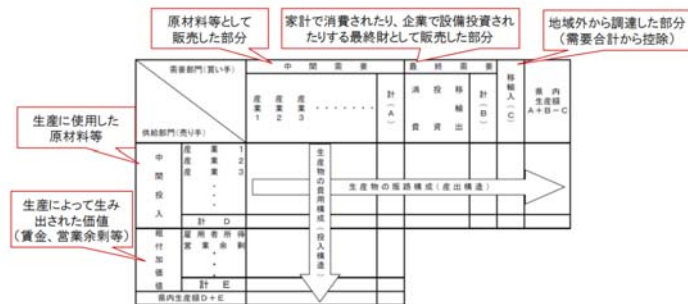 原材料等として
販売した部分
家計で消費されたり、企業で設備投資され
たりする最終財として販売した部分
地域外から調達した部分
(需要合計から控除)
需要部門(買い手)
供給部門(売り手)
中間需要
最終需要
産業1
産業2
産業3
・・・・・・・
計(A)
消費
投資
移輸出
計(B)
移輸入(C)
県内
生産額
A+B-C
生産に使用した
原材料等
中間投入
産業1
産業2
産業3
・
・
・
計 D
生産物の販路構成(産出構造)
生産物の費用構成(投入構造)
生産によって生み
出された価値
(賃金、営業余剰等)
粗付加価値
雇用者所得
営業余剰
・
・
計 E
県内生産額D+E